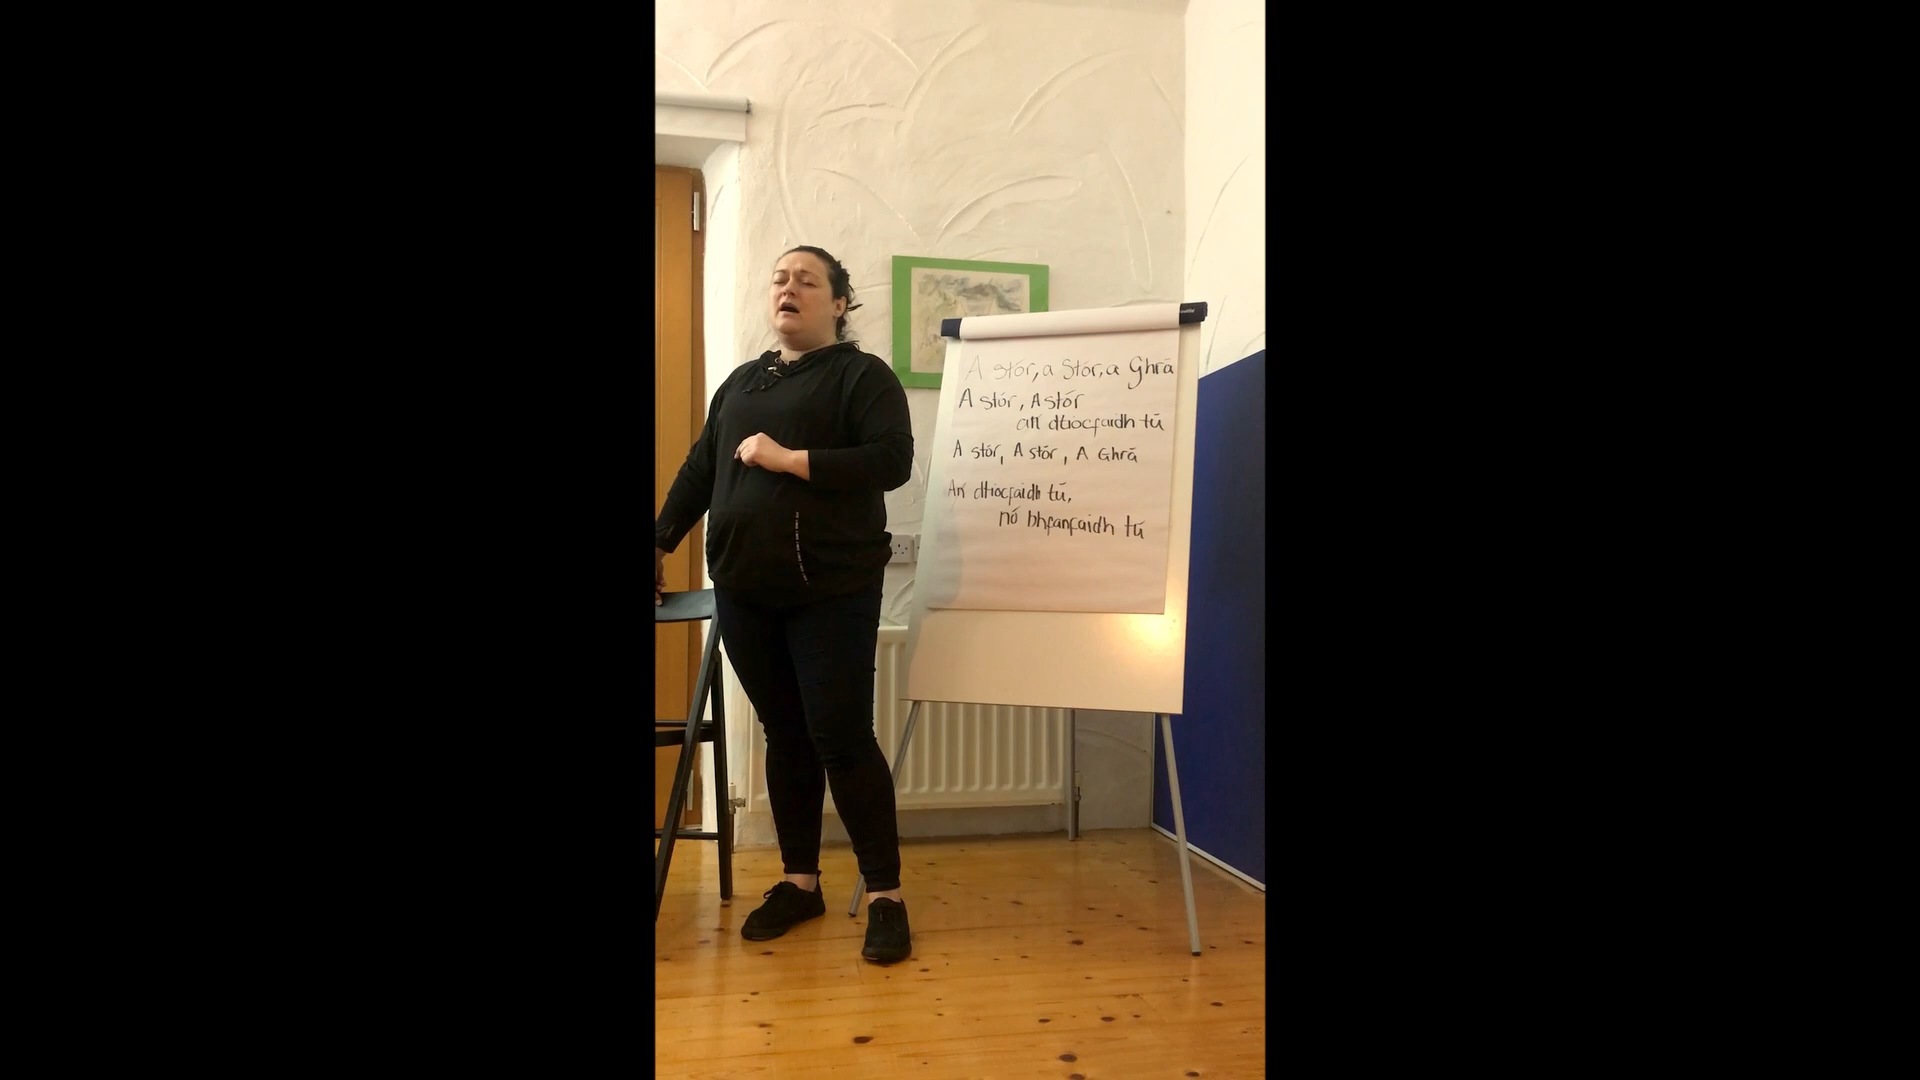 A stór, a Stór, a Ghrá
A stór, A stór
an dtiocfaidh tú
A stór, A stór, A Ghrá
An dtiocfaidh tú,
nó bhfanfaidh tú